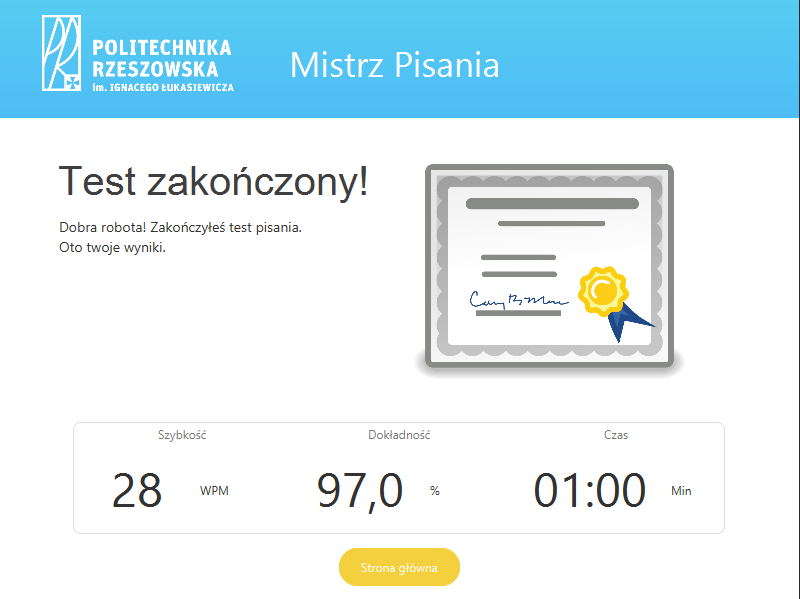 POLITECHNIKA
RZESZOWSKA
im. IGNACEGO ŁUKASIEWICZA
Mistrz Pisania
Test zakończony!
Dobra robota! Zakończyłeś test pisania.
Oto twoje wyniki.
Szybkość Dokładność Czas
28 WPM 97,0 % 01:00 Min
Strona główna